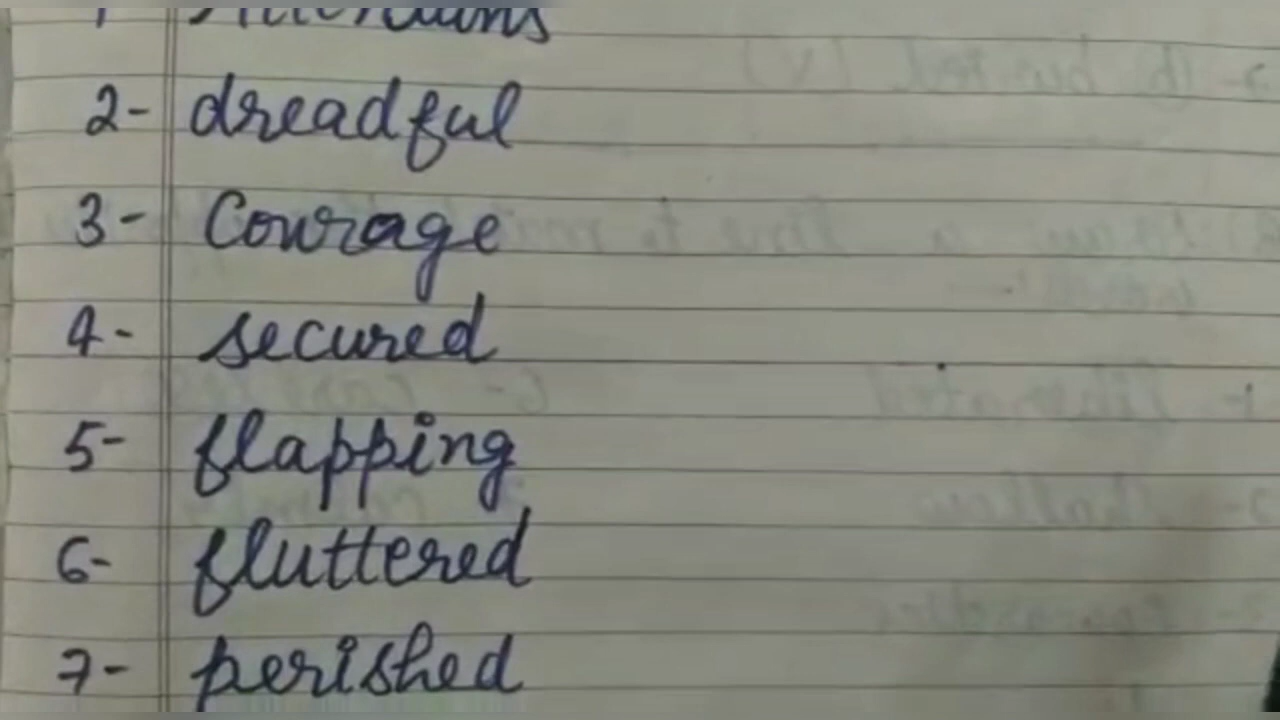 2- dreadful
3- Courage
4- secured
5- flapping
6- fluttered
7- perished